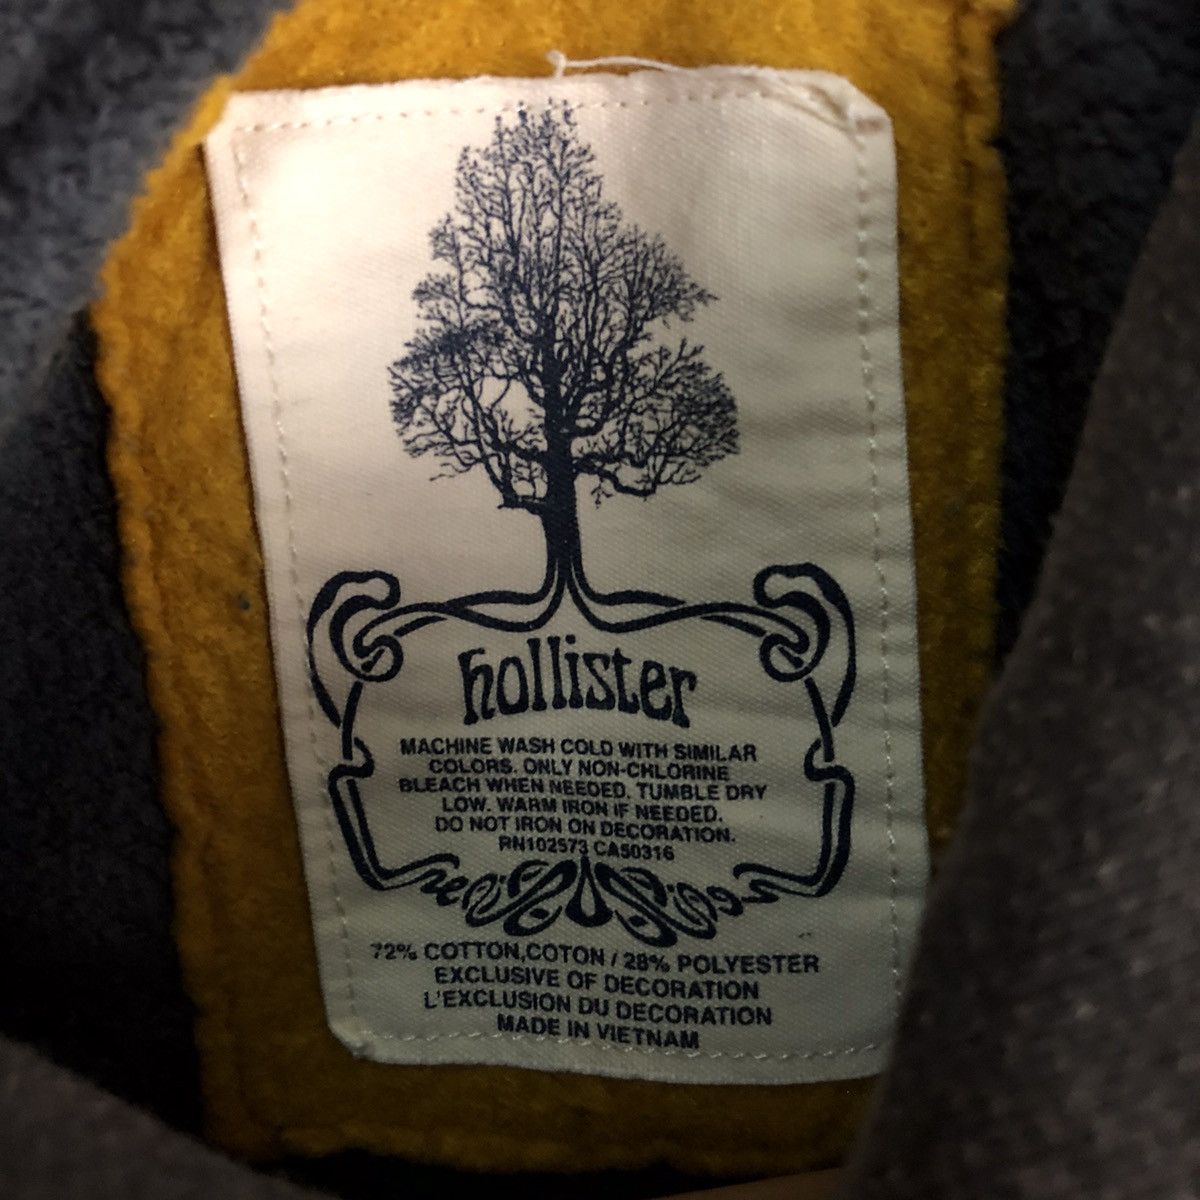 hollister
MACHINE WASH COLD WITH SIMILAR
COLORS. ONLY NON-CHLORINE
BLEACH WHEN NEEDED. TUMBLE DRY
LOW. WARM IRON IF NEEDED.
DO NOT IRON ON DECORATION.
RN102573 CA50316
72% COTTON,COTON / 28% POLYESTER
EXCLUSIVE OF DECORATION
L'EXCLUSION DU DECORATION
MADE IN VIETNAM